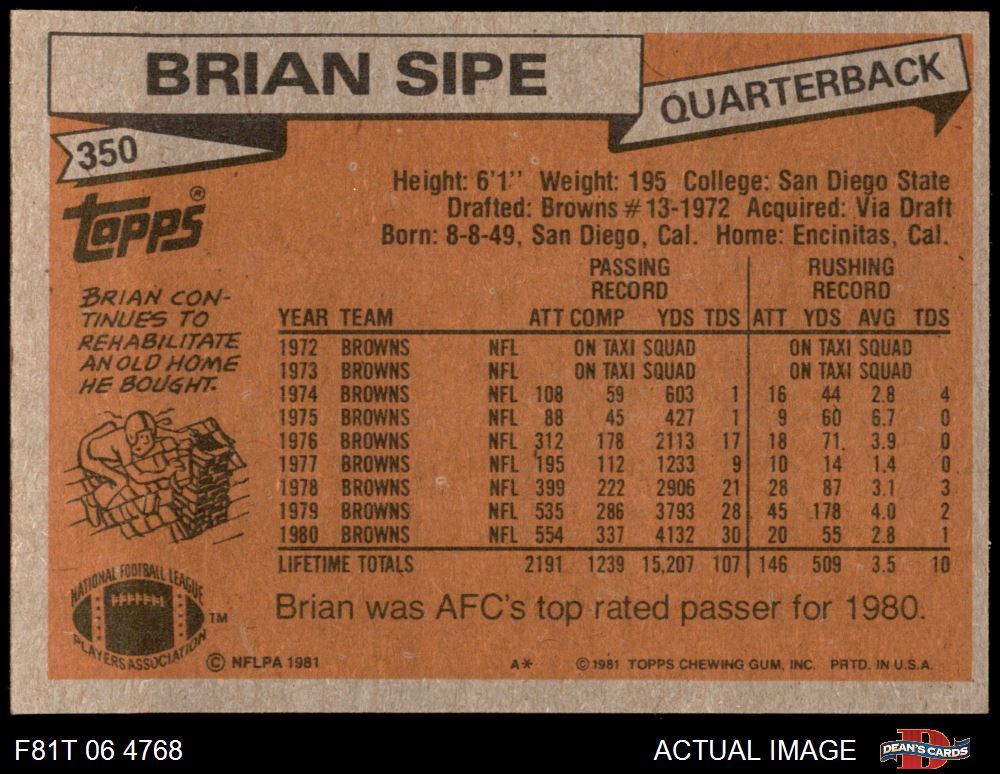 BRIAN SIPE
QUARTERBACK
350
TOPPS®
Height: 6'1" Weight: 195 College: San Diego State
Drafted: Browns #13-1972 Acquired: Via Draft
Born: 8-8-49, San Diego, Cal. Home: Encinitas, Cal.
BRIAN CON-
TINUES TO
REHABILITATE
AN OLD HOME
HE BOUGHT.
PASSING RUSHING
RECORD RECORD
YEAR TEAM ATT COMP YDS TDS ATT YDS AVG TDS
1972 BROWNS NFL ON TAXI SQUAD ON TAXI SQUAD
1973 BROWNS NFL ON TAXI SQUAD ON TAXI SQUAD
1974 BROWNS NFL 108 59 603 1 16 44 2.8 4
1975 BROWNS NFL 88 45 427 1 9 60 6.7 0
1976 BROWNS NFL 312 178 2113 17 18 71 3.9 0
1977 BROWNS NFL 195 112 1233 9 10 14 1.4 0
1978 BROWNS NFL 399 222 2906 21 28 87 3.1 3
1979 BROWNS NFL 535 286 3793 28 45 178 4.0 2
1980 BROWNS NFL 554 337 4132 30 20 55 2.8 1
LIFETIME TOTALS 2191 1239 15,207 107 146 509 3.5 10
Brian was AFC's top rated passer for 1980.
NATIONAL FOOTBALL LEAGUE
PLAYERS ASSOCIATION
TM
© NFLPA 1981 A* ©1981 TOPPS CHEWING GUM, INC. PRTD. IN U.S.A.
F81T 06 4768 ACTUAL IMAGE DEAN'S CARDS